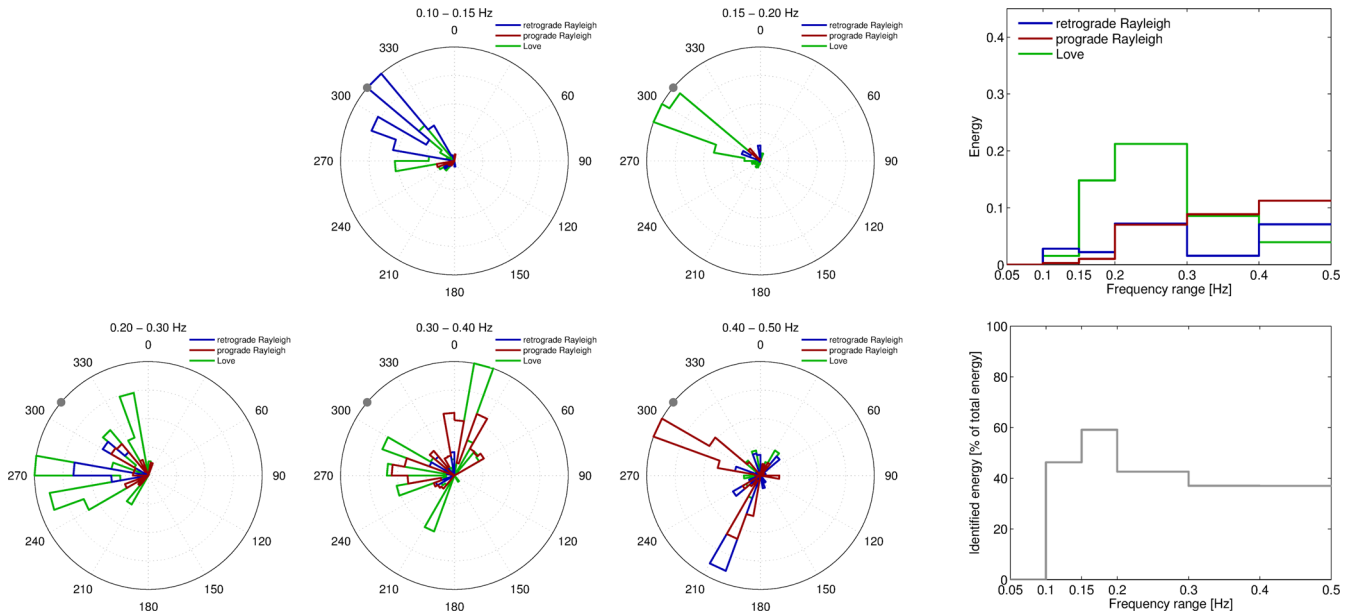 0.10 – 0.15 Hz
retrograde Rayleigh
prograde Rayleigh
Love
0
330
300
60
270
90
240
120
210
150
180
0.15 – 0.20 Hz
retrograde Rayleigh
prograde Rayleigh
Love
0
330
300
60
270
90
240
120
210
150
180
retrograde Rayleigh
prograde Rayleigh
Love
Energy
0.4
0.3
0.2
0.1
0
0.05 0.1 0.15 0.2 0.3 0.4 0.5
Frequency range [Hz]
0.20 – 0.30 Hz
retrograde Rayleigh
prograde Rayleigh
Love
0
330
300
60
270
90
240
120
210
150
180
0.30 – 0.40 Hz
retrograde Rayleigh
prograde Rayleigh
Love
0
330
300
60
270
90
240
120
210
150
180
0.40 – 0.50 Hz
retrograde Rayleigh
prograde Rayleigh
Love
0
330
300
60
270
90
240
120
210
150
180
Identified energy [% of total energy]
100
80
60
40
20
0
0.05 0.1 0.15 0.2 0.3 0.4 0.5
Frequency range [Hz]